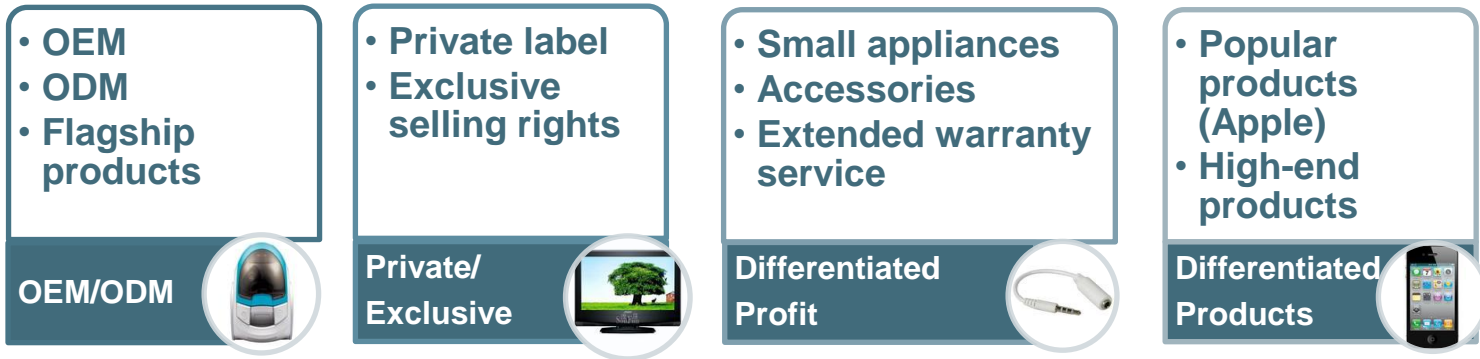 • OEM
• ODM
• Flagship
products
OEM/ODM
• Private label
• Exclusive
selling rights
Private/
Exclusive
• Small appliances
• Accessories
• Extended warranty
service
Differentiated
Profit
• Popular
products
(Apple)
• High-end
products
Differentiated
Products